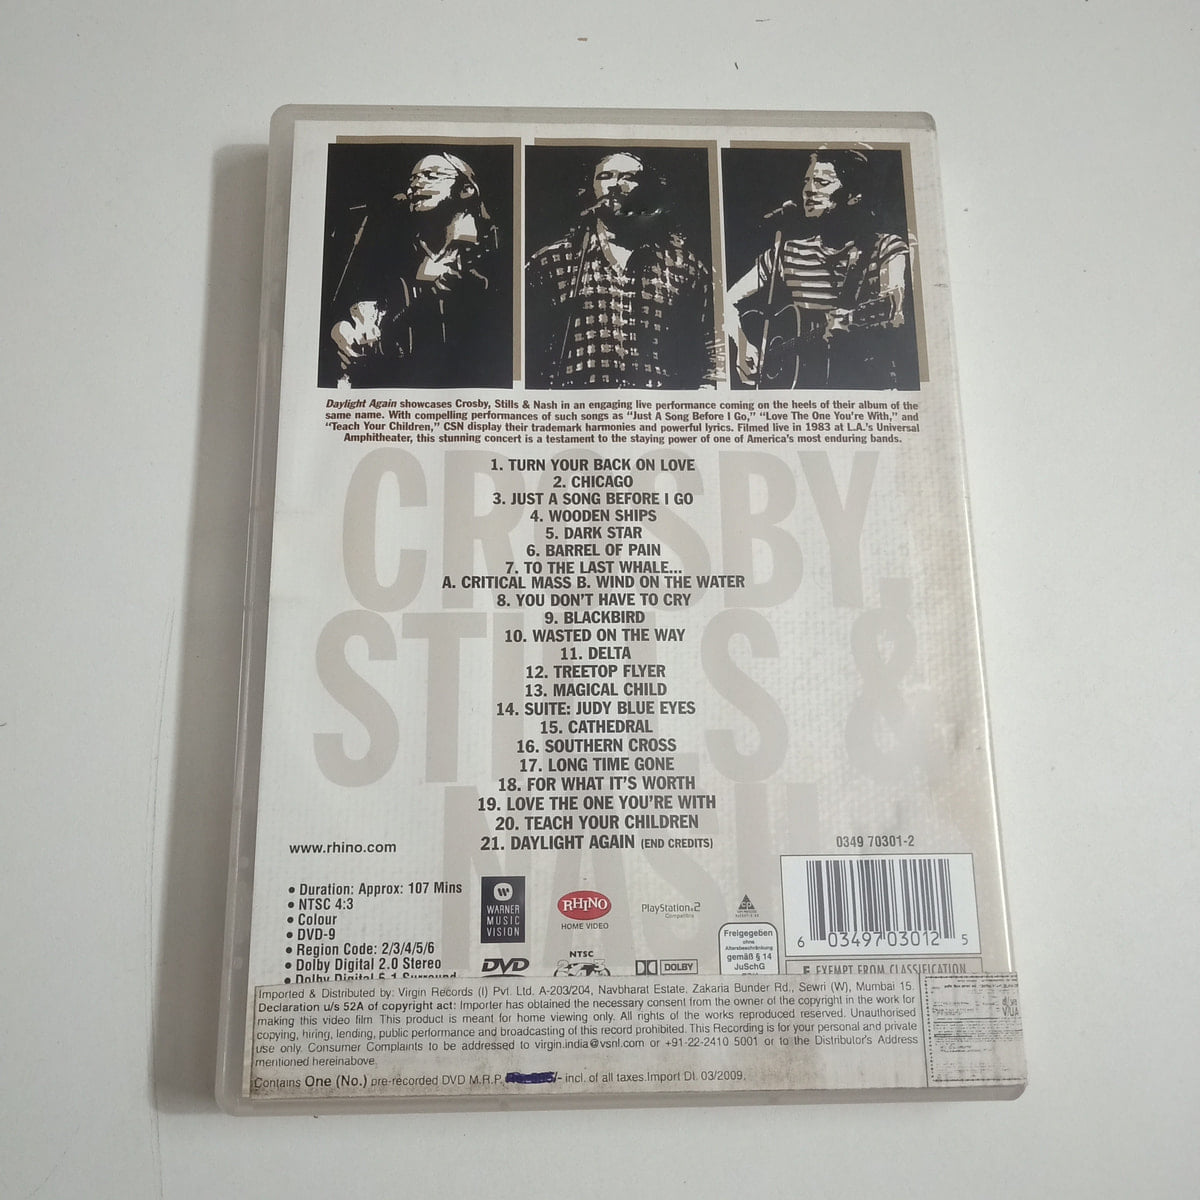 Daylight Again showcases Crosby, Stills & Nash in an engaging live performance coming on the heels of their album of the
same name. With compelling performances of such songs as "Just A Song Before I Go," "Love The One You're With," and
"Teach Your Children," CSN display their trademark harmonies and powerful lyrics. Filmed live in 1983 at L.A.'s Universal
Amphitheater, this stunning concert is a testament to the staying power of one of America's most enduring bands.
CROSBY,
STILLS &
NASH
1. TURN YOUR BACK ON LOVE
2. CHICAGO
3. JUST A SONG BEFORE I GO
4. WOODEN SHIPS
5. DARK STAR
6. BARREL OF PAIN
7. TO THE LAST WHALE...
A. CRITICAL MASS B. WIND ON THE WATER
8. YOU DON'T HAVE TO CRY
9. BLACKBIRD
10. WASTED ON THE WAY
11. DELTA
12. TREETOP FLYER
13. MAGICAL CHILD
14. SUITE: JUDY BLUE EYES
15. CATHEDRAL
16. SOUTHERN CROSS
17. LONG TIME GONE
18. FOR WHAT IT'S WORTH
19. LOVE THE ONE YOU'RE WITH
20. TEACH YOUR CHILDREN
21. DAYLIGHT AGAIN (END CREDITS)
www.rhino.com
0349 70301-2
• Duration: Approx: 107 Mins
• NTSC 4:3
• Colour
• DVD-9
• Region Code: 2/3/4/5/6
• Dolby Digital 2.0 Stereo
• Dolby Digital 5.1 Surround
WARNER
MUSIC
VISION
RHINO
HOME VIDEO
PlayStation 2
Compatible
DVD
NTSC
DOLBY
Freigegeben
ohne
Altersbeschränkung
gemäß § 14
JuSchG
6 03497 03012 5
E EXEMPT FROM CLASSIFICATION
Imported & Distributed by: Virgin Records (I) Pvt. Ltd. A-203/204, Navbharat Estate. Zakaria Bunder Rd., Sewri (W), Mumbai 15.
Declaration u/s 52A of copyright act: Importer has obtained the necessary consent from the owner of the copyright in the work for
making this video film This product is meant for home viewing only. All rights of the works reproduced reserved. Unauthorised
copying, hiring, lending, public performance and broadcasting of this record prohibited. This Recording is for your personal and private
use only. Consumer Complaints to be addressed to virgin.india@vsnl.com or +91-22-2410 5001 or to the Distributor's Address
mentioned hereinabove.
Contains One (No.) pre-recorded DVD M.R.P. /- incl. of all taxes.Import Dt. 03/2009.